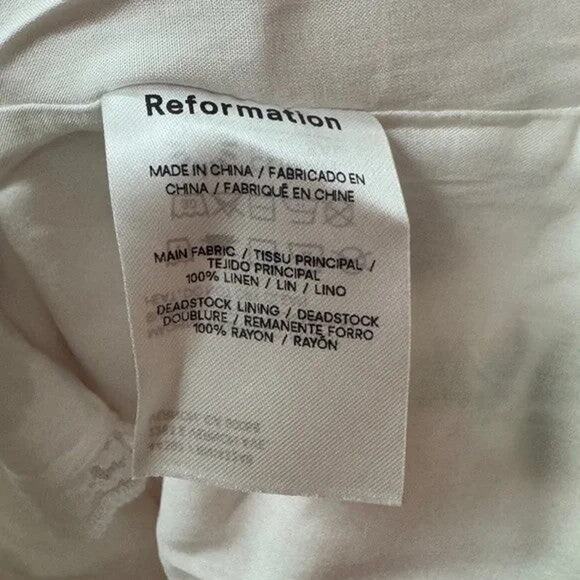 Reformation
MADE IN CHINA / FABRICADO EN
CHINA / FABRIQUÉ EN CHINE
MAIN FABRIC / TISSU PRINCIPAL /
TEJIDO PRINCIPAL
100% LINEN / LIN / LINO
DEADSTOCK LINING / DEADSTOCK
DOUBLURE / REMANENTE FORRO
100% RAYON / RAYÓN